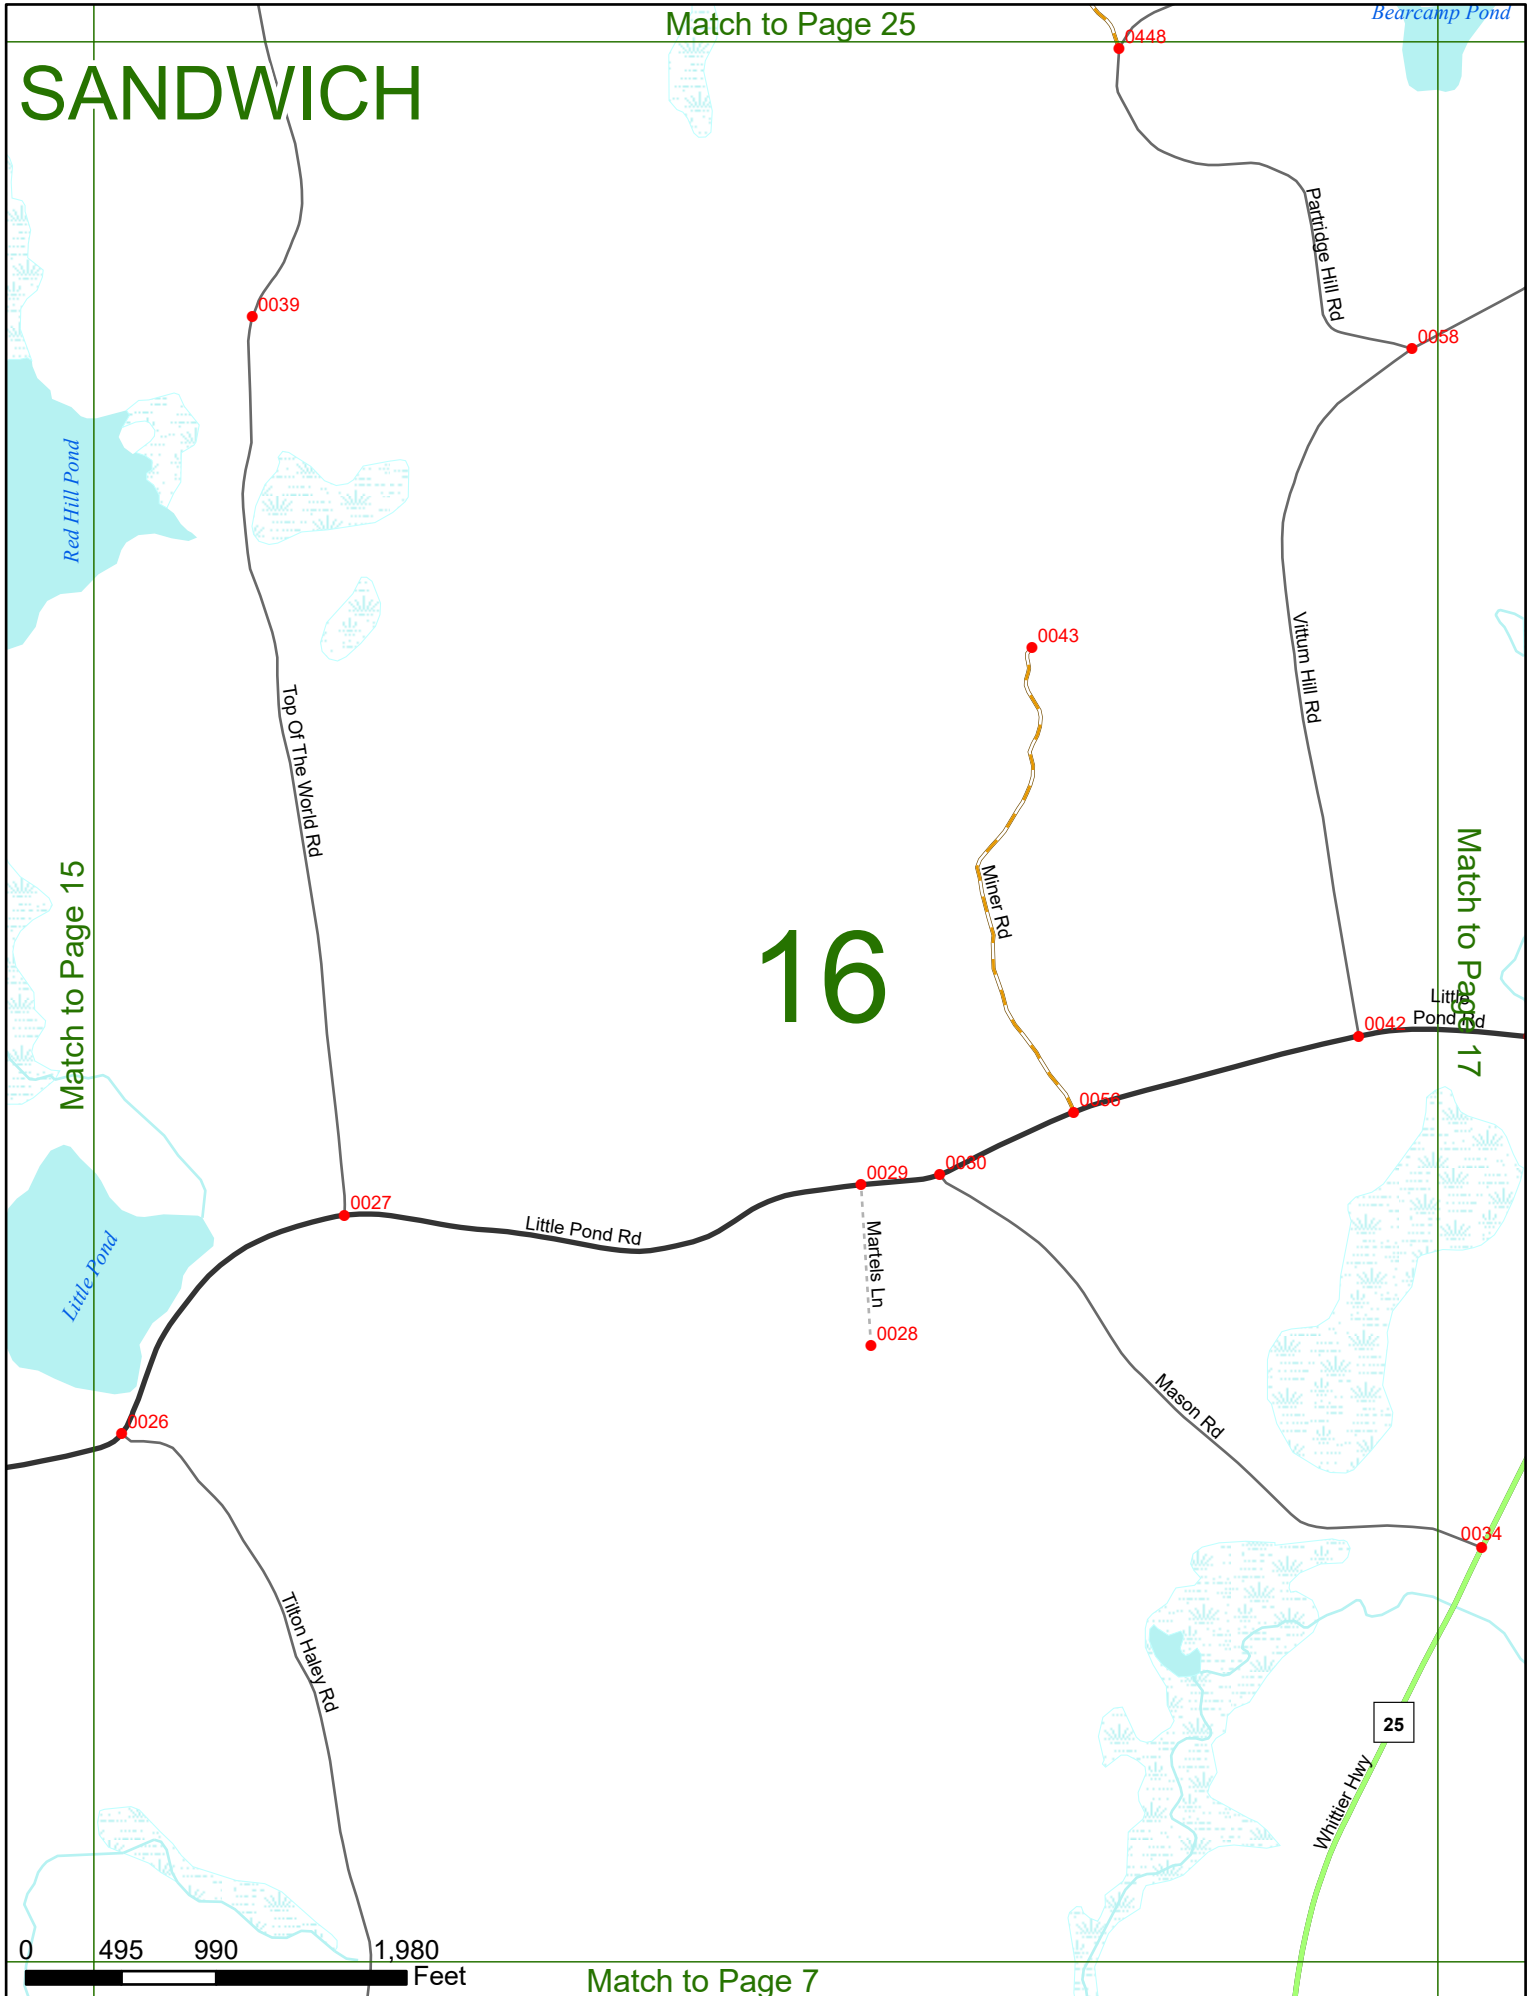 Match to Page 25
Bearcamp Pond
0448
SANDWICH
Partridge Hill Rd
0039
0058
Red Hill Pond
0043
Vittum Hill Rd
Top Of The World Rd
Match to Page 15
Miner Rd
Match to Page 17
16
Little
Pond Rd
0042
0056
0030
0029
0027
Little Pond Rd
Martels Ln
Little Pond
0028
Mason Rd
0026
0034
Tilton Haley Rd
25
Whittier Hwy
0 495 990 1,980
Feet
Match to Page 7